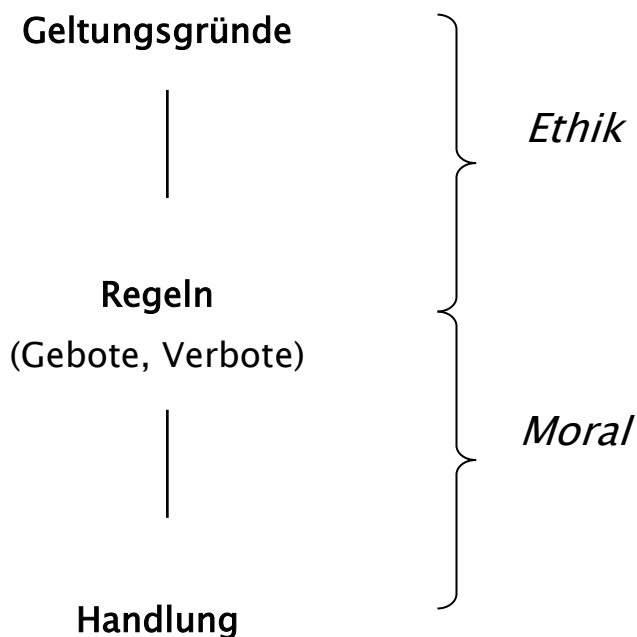 Geltungsgründe
Ethik
Regeln
(Gebote, Verbote)
Moral
Handlung